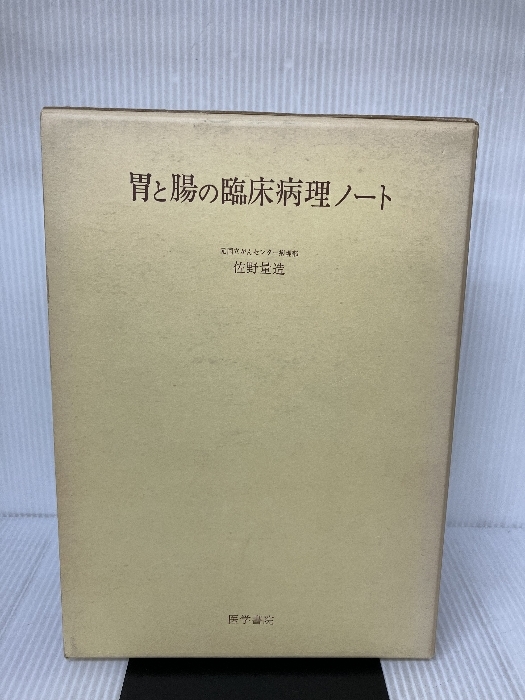 胃と腸の臨床病理ノート
元国立がんセンター病理部
佐野量造
医学書院